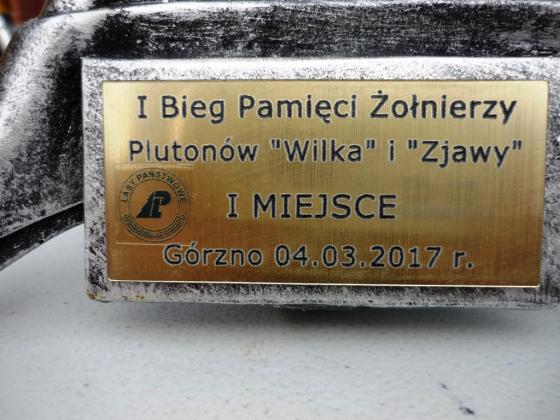 I Bieg Pamięci Żołnierzy
Plutonów "Wilka" i "Zjawy"
LASY PAŃSTWOWE
I MIEJSCE
Górzno 04.03.2017 r.